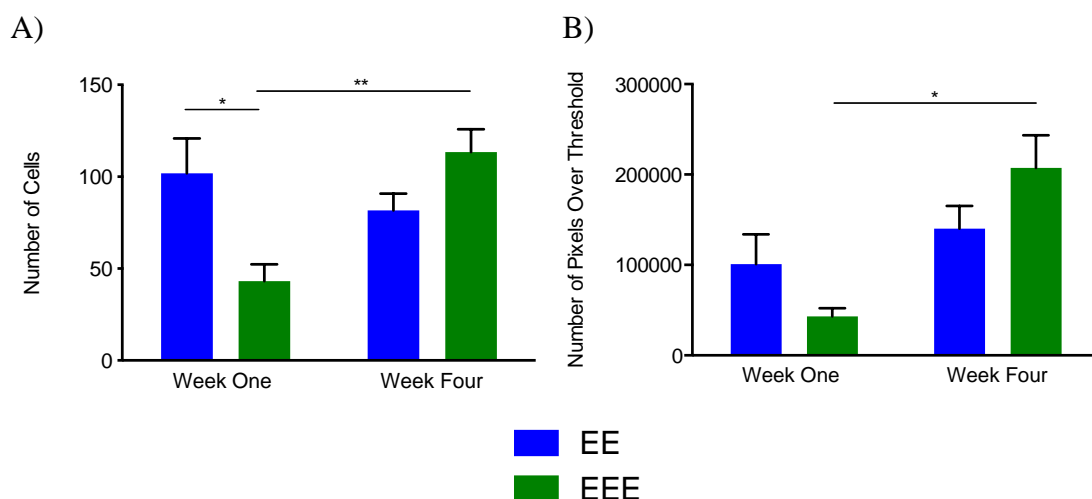 A)
Number of Cells
150
100
50
0
*
**
Week One
Week Four
B)
Number of Pixels Over Threshold
300000
200000
100000
0
*
Week One
Week Four
EE
EEE